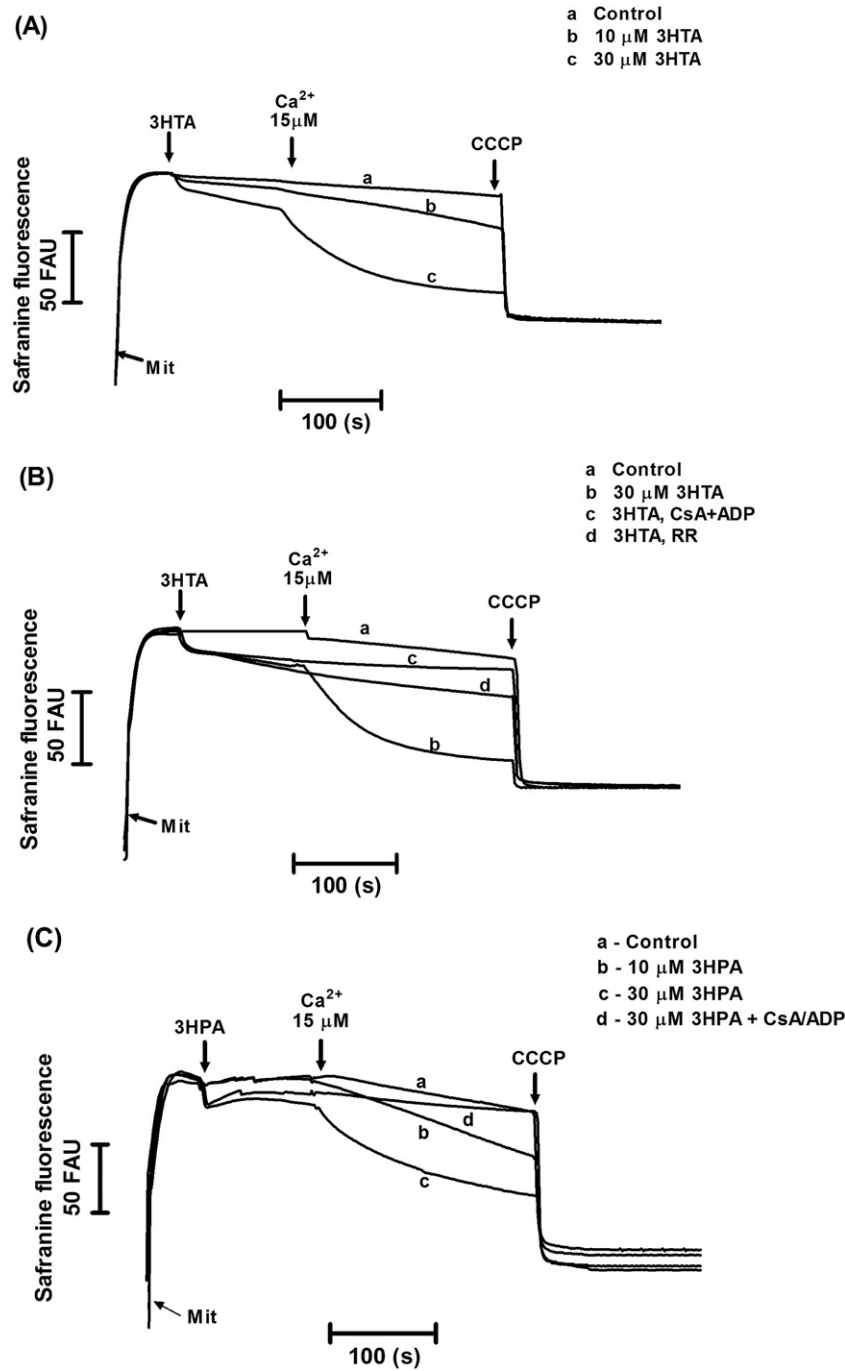 (A)
a Control
b 10 µM 3HTA
c 30 µM 3HTA
Ca²⁺
15µM
3HTA
CCCP
a
b
c
Safranine fluorescence
50 FAU
Mit
100 (s)
(B)
a Control
b 30 µM 3HTA
c 3HTA, CsA+ADP
d 3HTA, RR
Ca²⁺
15µM
3HTA
CCCP
a
c
d
b
Safranine fluorescence
50 FAU
Mit
100 (s)
(C)
a - Control
b - 10 µM 3HPA
c - 30 µM 3HPA
d - 30 µM 3HPA + CsA/ADP
Ca²⁺
15 µM
3HPA
CCCP
a
d
b
c
Safranine fluorescence
50 FAU
Mit
100 (s)